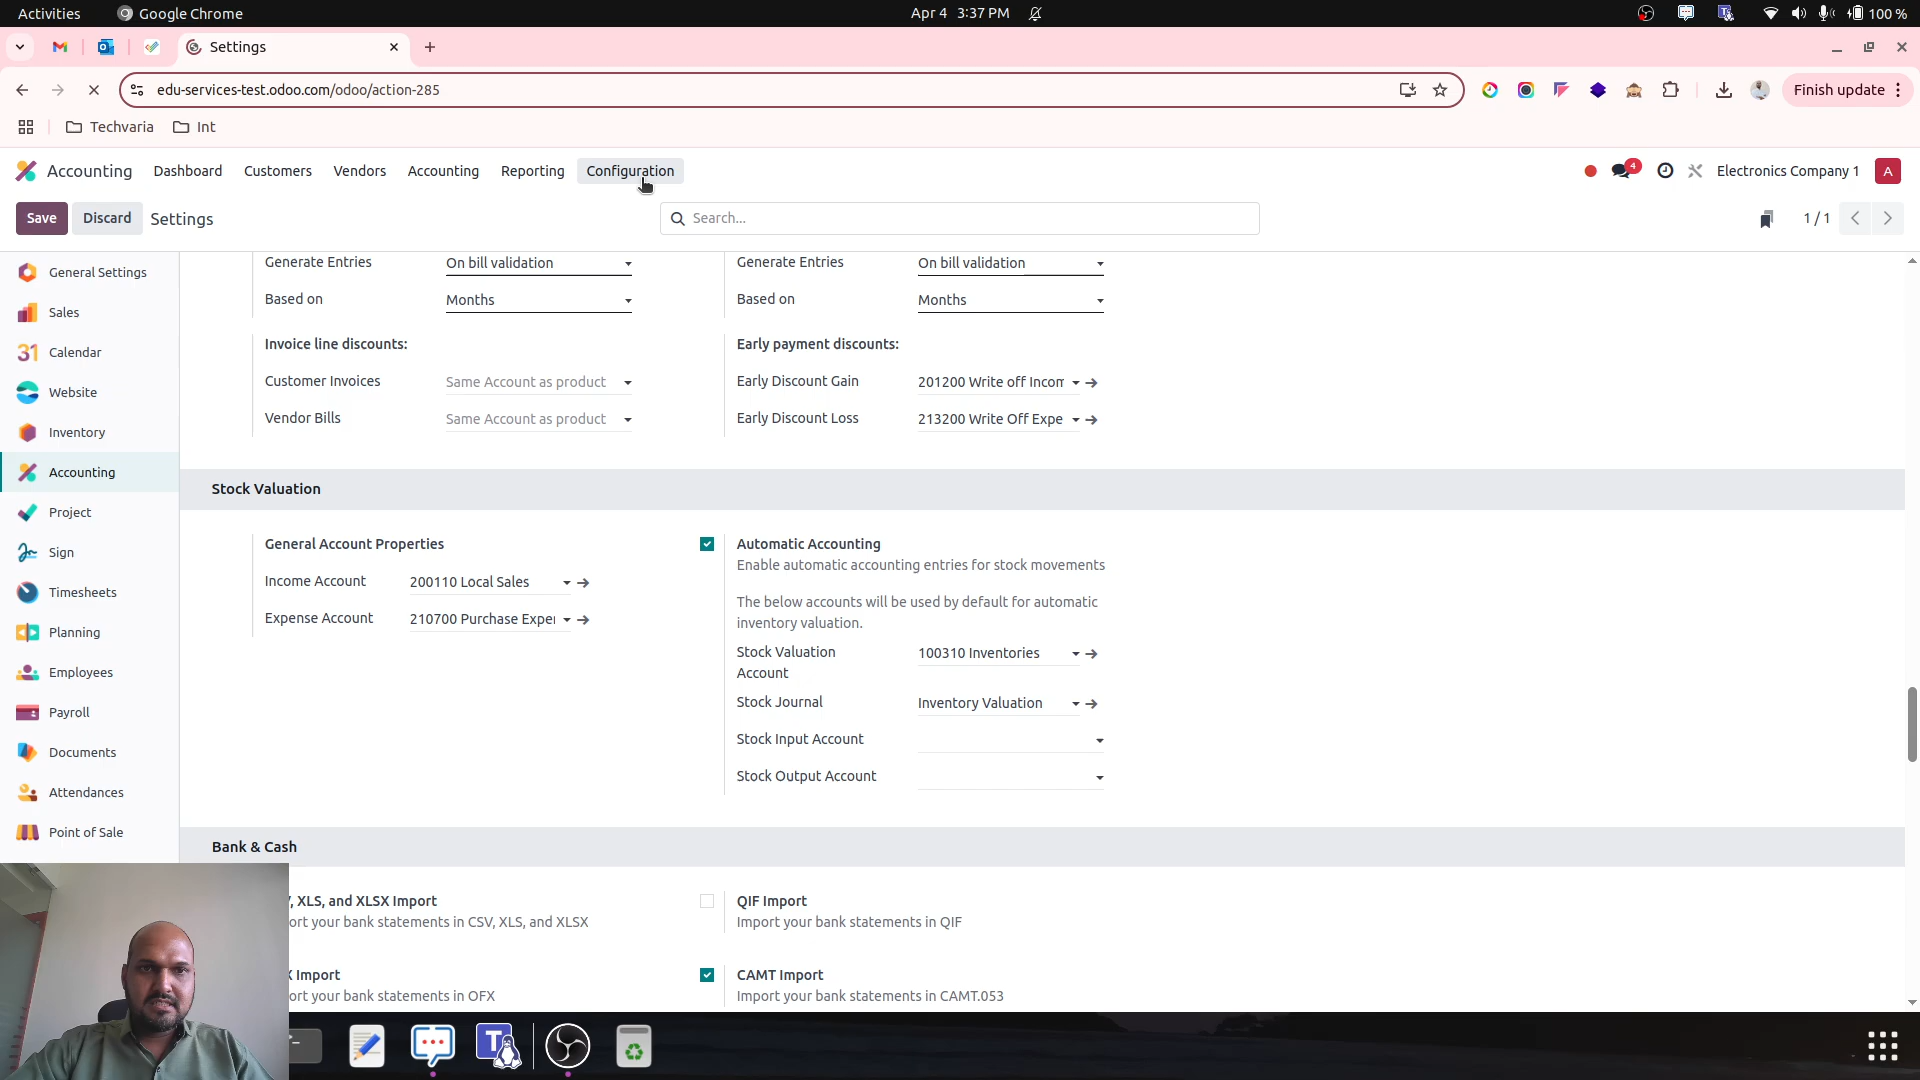 Activities
Google Chrome
Apr 4 3:37 PM
100 %
Settings
edu-services-test.odoo.com/odoo/action-285
Finish update
Techvaria
Int
Accounting
Dashboard
Customers
Vendors
Accounting
Reporting
Configuration
4
Electronics Company 1
A
Save
Discard
Settings
Search...
1 / 1
General Settings
Sales
31 Calendar
Website
Inventory
Accounting
Project
Sign
Timesheets
Planning
Employees
Payroll
Documents
Attendances
Point of Sale
Generate Entries
On bill validation
Generate Entries
On bill validation
Based on
Months
Based on
Months
Invoice line discounts:
Early payment discounts:
Customer Invoices
Same Account as product
Early Discount Gain
201200 Write off Incom
Vendor Bills
Same Account as product
Early Discount Loss
213200 Write Off Expe
Stock Valuation
General Account Properties
Income Account
200110 Local Sales
Expense Account
210700 Purchase Exper
Automatic Accounting
Enable automatic accounting entries for stock movements
The below accounts will be used by default for automatic
inventory valuation.
Stock Valuation
Account
100310 Inventories
Stock Journal
Inventory Valuation
Stock Input Account
Stock Output Account
Bank & Cash
, XLS, and XLSX Import
ort your bank statements in CSV, XLS, and XLSX
QIF Import
Import your bank statements in QIF
X Import
ort your bank statements in OFX
CAMT Import
Import your bank statements in CAMT.053
T